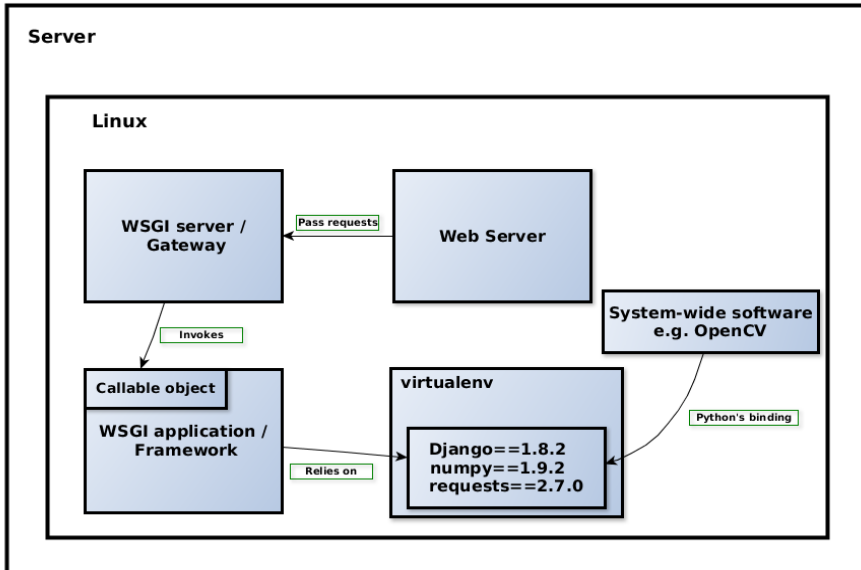 Server
Linux
WSGI server /
Gateway
Pass requests
Web Server
Invokes
System-wide software
e.g. OpenCV
Callable object
WSGI application /
Framework
Relies on
virtualenv
Django==1.8.2
numpy==1.9.2
requests==2.7.0
Python's binding